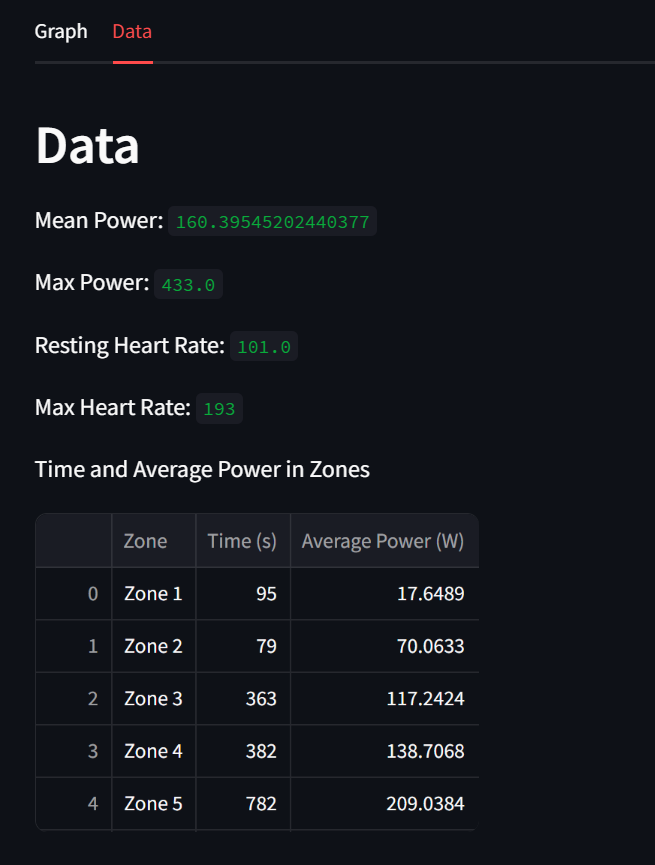 Graph Data
Data
Mean Power: 160.39545202440377
Max Power: 433.0
Resting Heart Rate: 101.0
Max Heart Rate: 193
Time and Average Power in Zones
Zone Time (s) Average Power (W)
0 Zone 1 95 17.6489
1 Zone 2 79 70.0633
2 Zone 3 363 117.2424
3 Zone 4 382 138.7068
4 Zone 5 782 209.0384